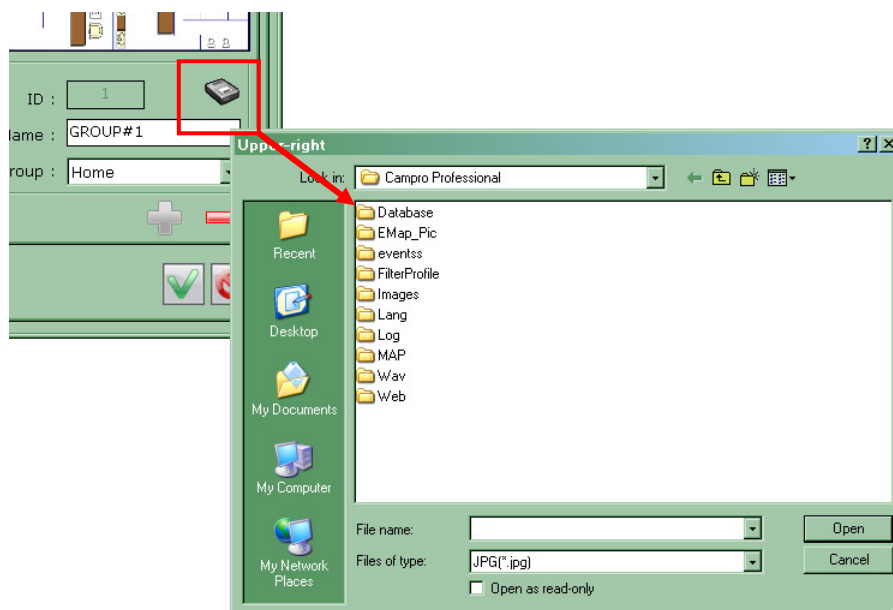 ID :
1
lame :
GROUP#1
roup :
Home
Upper-right
Look in:
Campro Professional
Recent
Desktop
My Documents
My Computer
My Network
Places
Database
EMap_Pic
eventss
FilterProfile
Images
Lang
Log
MAP
Wav
Web
File name:
Open
Files of type:
JPG(*.jpg)
Cancel
Open as read-only